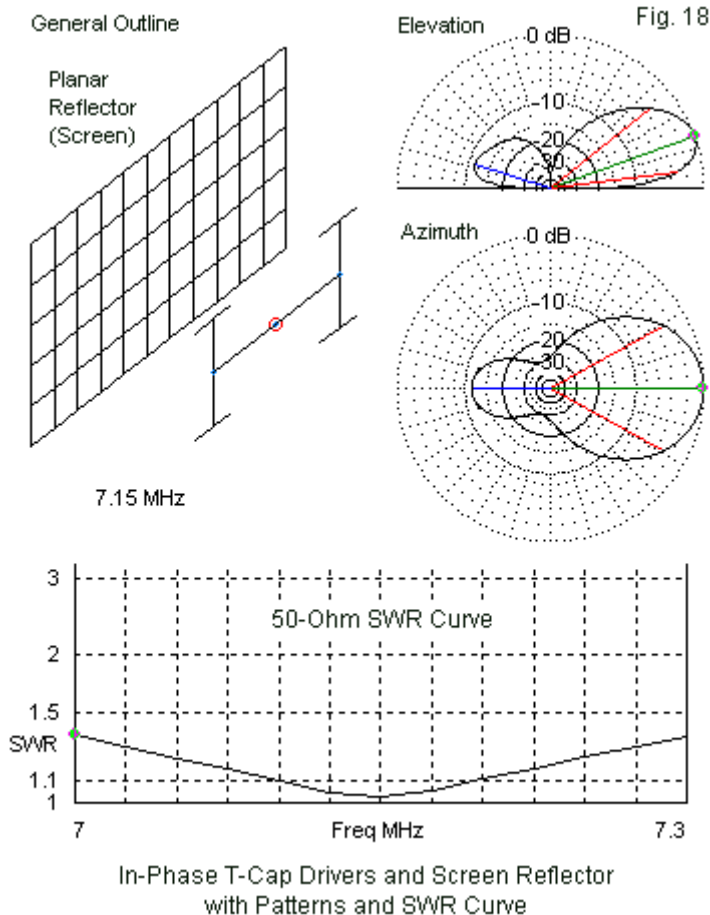 General Outline
Elevation
Fig. 18
0 dB
-10
20
30
Planar
Reflector
(Screen)
Azimuth
0 dB
-10
20
30
7.15 MHz
3
50-Ohm SWR Curve
2
1.5
SWR
1.1
1
7
Freq MHz
7.3
In-Phase T-Cap Drivers and Screen Reflector
with Patterns and SWR Curve